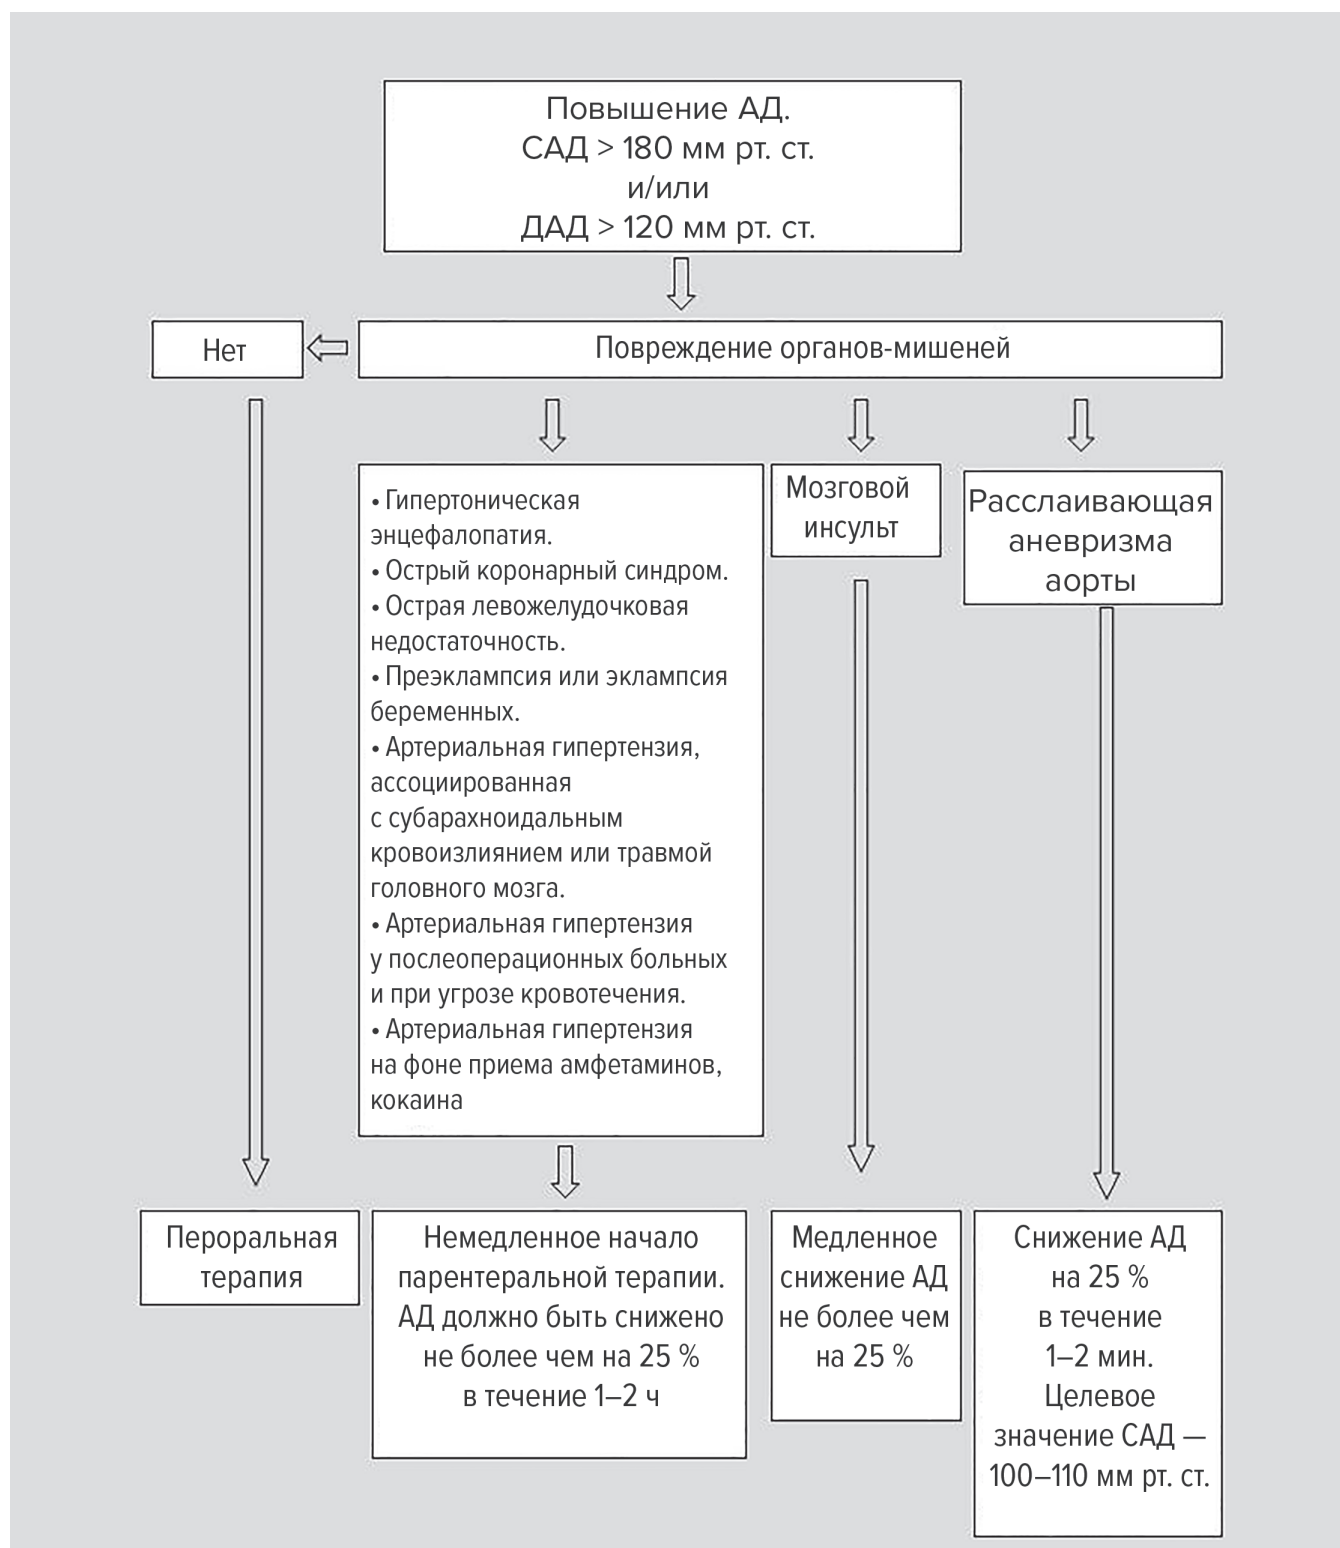 Повышение АД.
САД > 180 мм рт. ст.
и/или
ДАД > 120 мм рт. ст.
Нет
Повреждение органов-мишеней
• Гипертоническая
энцефалопатия.
• Острый коронарный синдром.
• Острая левожелудочковая
недостаточность.
• Преэклампсия или эклампсия
беременных.
• Артериальная гипертензия,
ассоциированная
с субарахноидальным
кровоизлиянием или травмой
головного мозга.
• Артериальная гипертензия
у послеоперационных больных
и при угрозе кровотечения.
• Артериальная гипертензия
на фоне приема амфетаминов,
кокаина
Мозговой
инсульт
Расслаивающая
аневризма
аорты
Пероральная
терапия
Немедленное начало
парентеральной терапии.
АД должно быть снижено
не более чем на 25 %
в течение 1–2 ч
Медленное
снижение АД
не более чем
на 25 %
Снижение АД
на 25 %
в течение
1–2 мин.
Целевое
значение САД —
100–110 мм рт. ст.